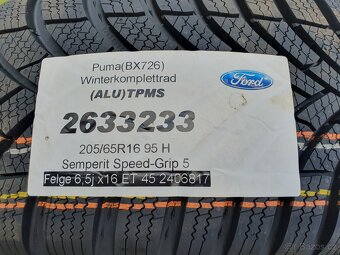 Puma(BX726)
Winterkomplettrad
(ALU)TPMS
Ford
2633233
205/65R16 95 H
Semperit Speed-Grip 5
Felge 6,5j x16 ET 45 2406817